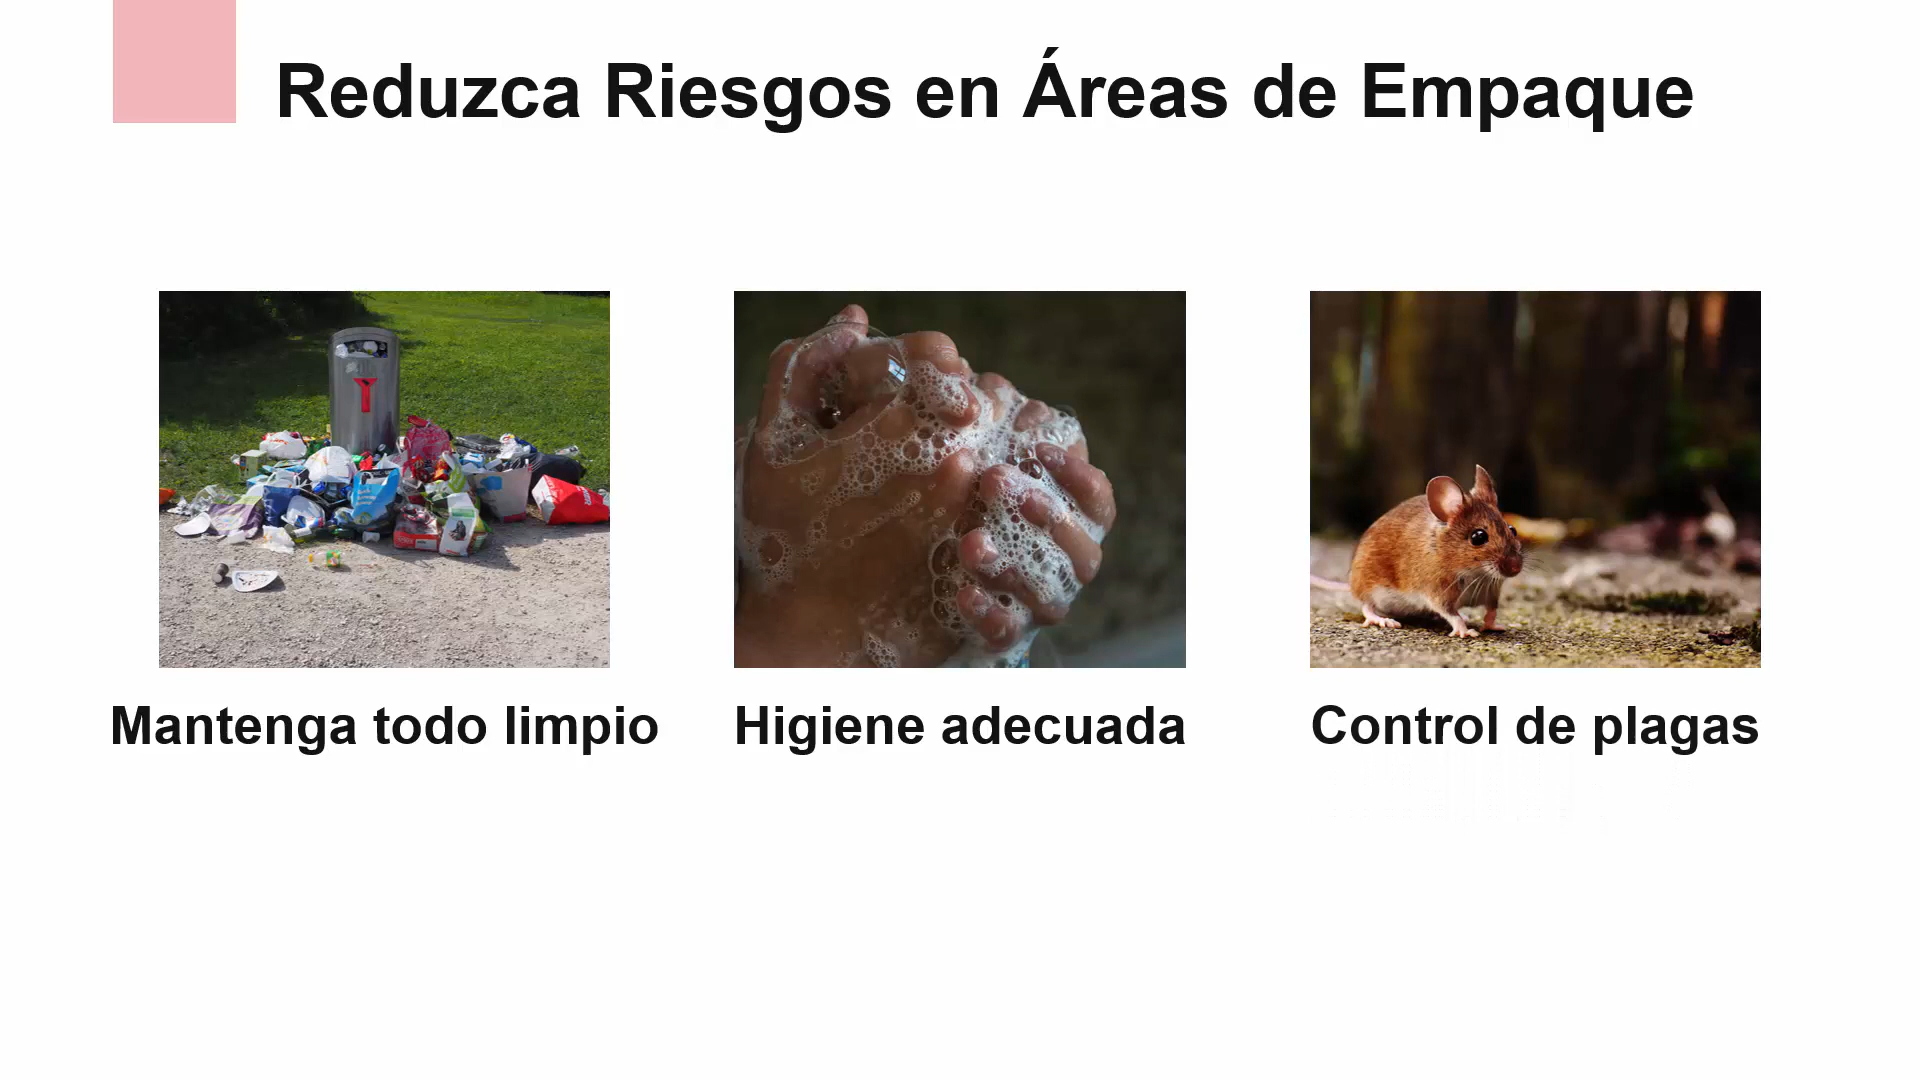 Reduzca Riesgos en Áreas de Empaque
Mantenga todo limpio
Higiene adecuada
Control de plagas